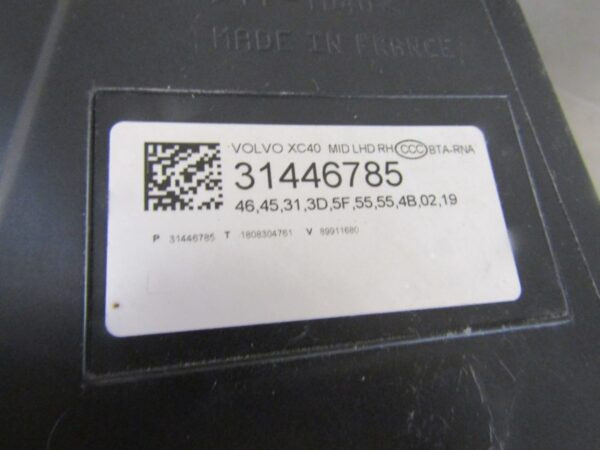 (MADE IN FRANCE)
VOLVO XC40 MID LHD RH CCC BTA-RNA
31446785
46,45,31,3D,5F,55,55,4B,02,19
P 31446785 T 1808304761 V 89911680